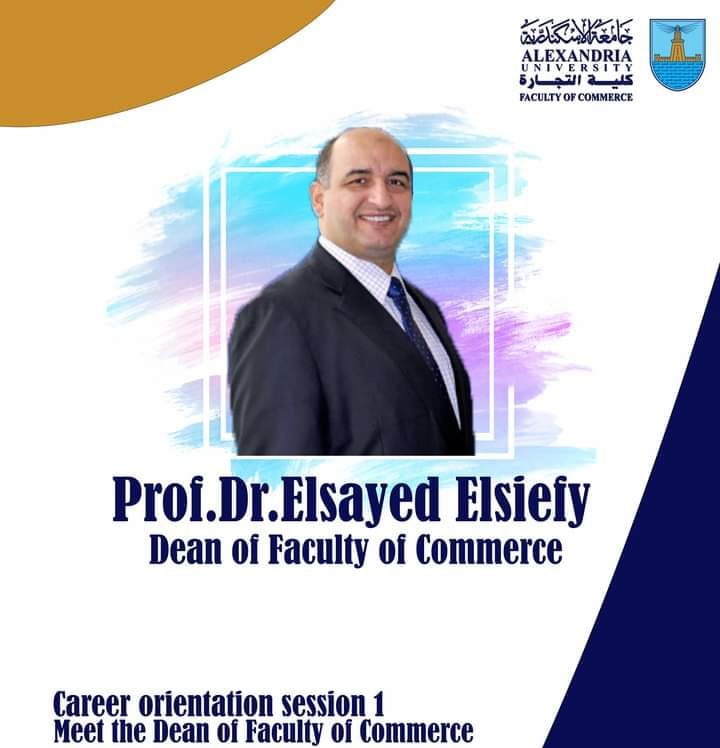 جامعة الإسكندرية
ALEXANDRIA
UNIVERSITY
كلية التجارة
FACULTY OF COMMERCE
Prof.Dr.Elsayed Elsiefy
Dean of Faculty of Commerce
Career orientation session 1
Meet the Dean of Faculty of Commerce